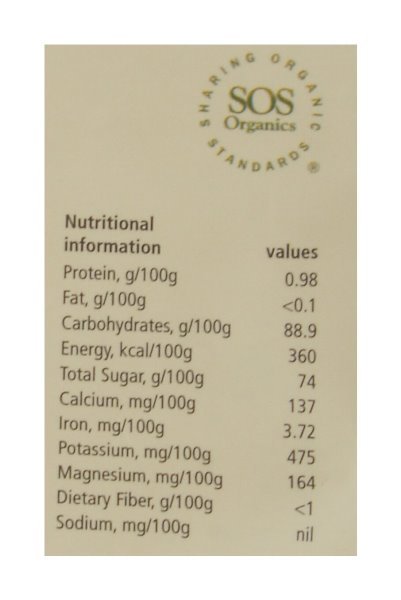 SHARING ORGANIC
SOS
Organics
STANDARDS ®
Nutritional
information values
Protein, g/100g 0.98
Fat, g/100g <0.1
Carbohydrates, g/100g 88.9
Energy, kcal/100g 360
Total Sugar, g/100g 74
Calcium, mg/100g 137
Iron, mg/100g 3.72
Potassium, mg/100g 475
Magnesium, mg/100g 164
Dietary Fiber, g/100g <1
Sodium, mg/100g nil